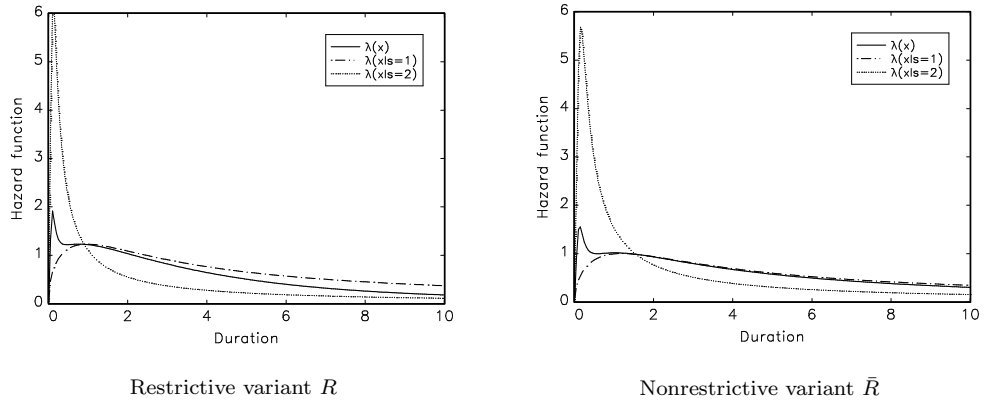 6
5
4
3
2
1
0
Hazard function
λ(x)
λ(x|s=1)
λ(x|s=2)
0 2 4 6 8 10
Duration
Restrictive variant R
6
5
4
3
2
1
0
Hazard function
λ(x)
λ(x|s=1)
λ(x|s=2)
0 2 4 6 8 10
Duration
Nonrestrictive variant R̄